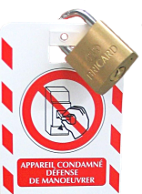 APPAREIL CONDAMNÉ
DÉFENSE
DE MANOEUVRER